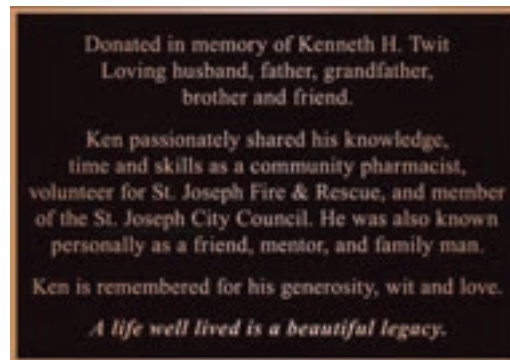 Donated in memory of Kenneth H. Twit
Loving husband, father, grandfather,
brother and friend.
Ken passionately shared his knowledge,
time and skills as a community pharmacist,
volunteer for St. Joseph Fire & Rescue, and member
of the St. Joseph City Council. He was also known
personally as a friend, mentor, and family man.
Ken is remembered for his generosity, wit and love.
A life well lived is a beautiful legacy.